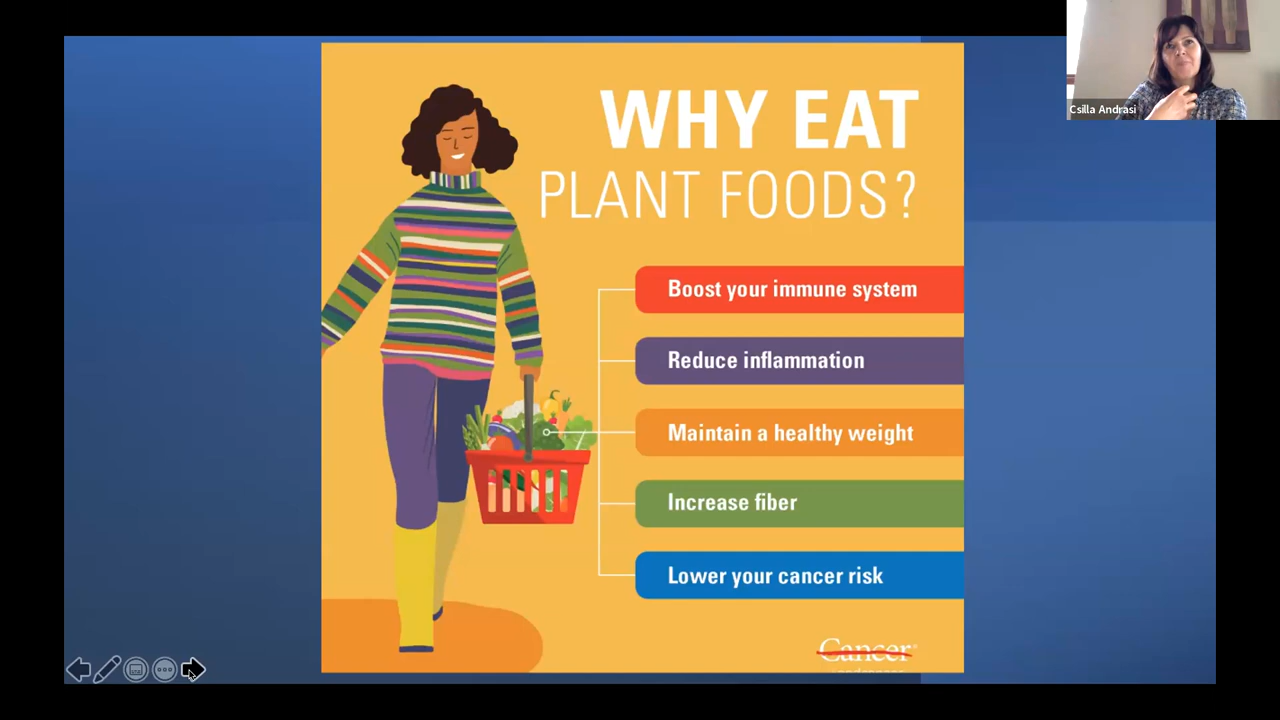 Csilla Andrasi
WHY EAT
PLANT FOODS?
Boost your immune system
Reduce inflammation
Maintain a healthy weight
Increase fiber
Lower your cancer risk
Cancer